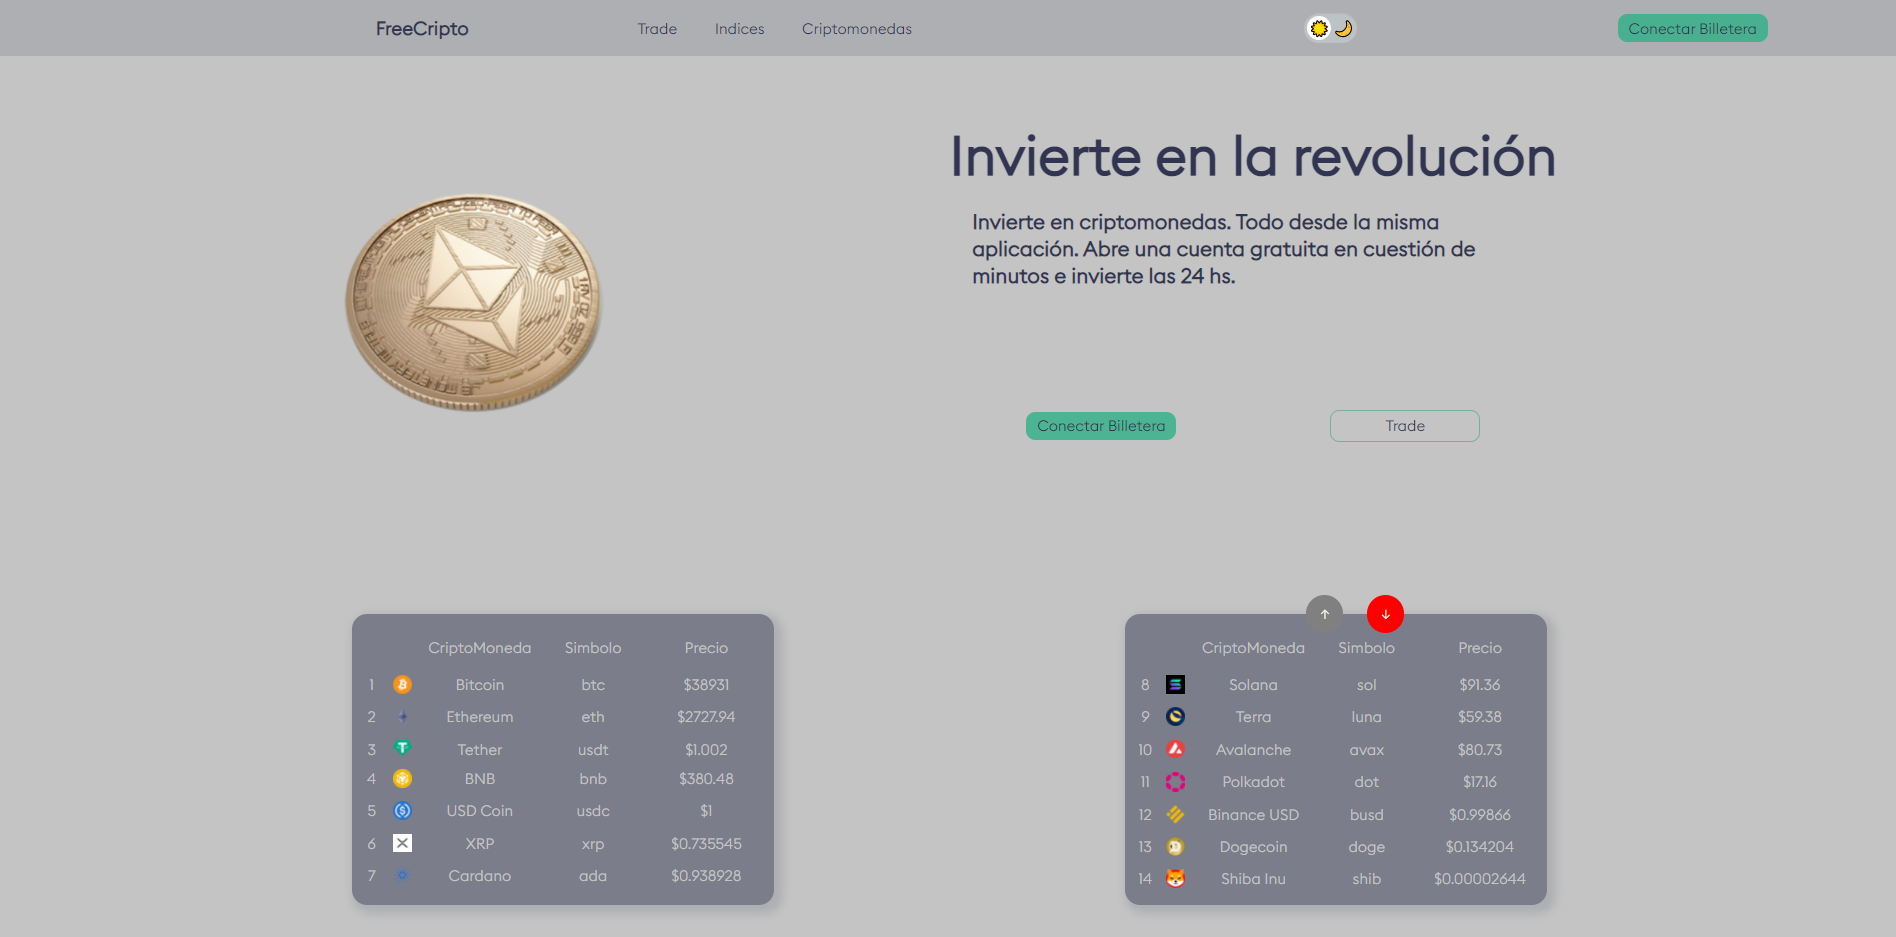 FreeCripto Trade Indices Criptomonedas Conectar Billetera
Invierte en la revolución
Invierte en criptomonedas. Todo desde la misma
aplicación. Abre una cuenta gratuita en cuestión de
minutos e invierte las 24 hs.
Conectar Billetera Trade
CriptoMoneda Simbolo Precio
1 Bitcoin btc $38931
2 Ethereum eth $2727.94
3 Tether usdt $1.002
4 BNB bnb $380.48
5 USD Coin usdc $1
6 XRP xrp $0.735545
7 Cardano ada $0.938928
↑ ↓
CriptoMoneda Simbolo Precio
8 Solana sol $91.36
9 Terra luna $59.38
10 Avalanche avax $80.73
11 Polkadot dot $17.16
12 Binance USD busd $0.99866
13 Dogecoin doge $0.134204
14 Shiba Inu shib $0.00002644